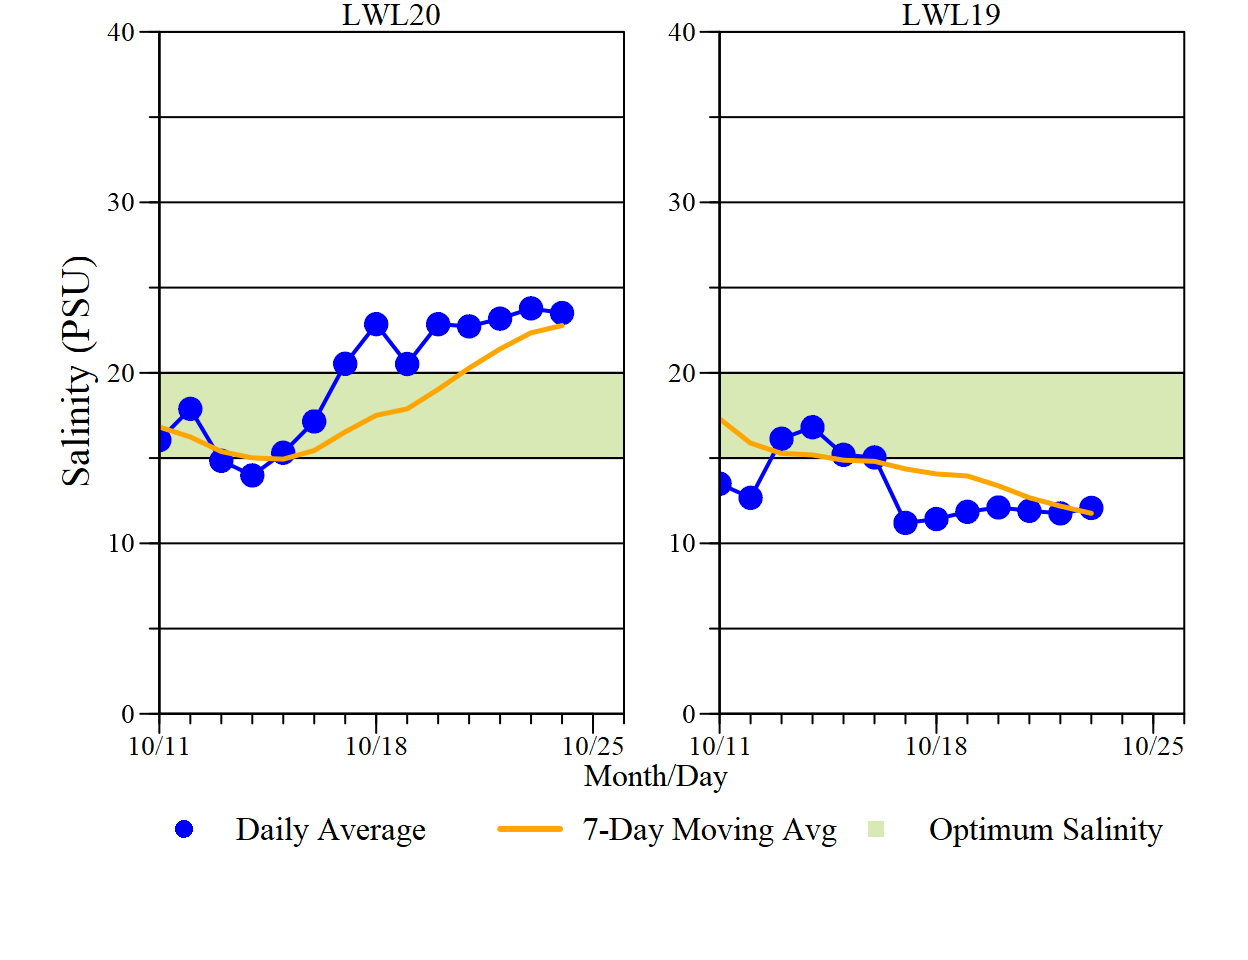 LWL20 LWL19
40 40
30 30
Salinity (PSU)
20 20
10 10
0 0
10/11 10/18 10/25 10/11 10/18 10/25
Month/Day
Daily Average 7-Day Moving Avg Optimum Salinity